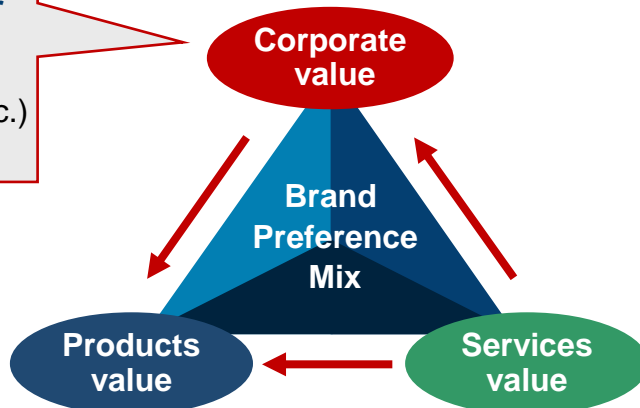 c.)
Corporate
value
Brand
Preference
Mix
Products
value
Services
value